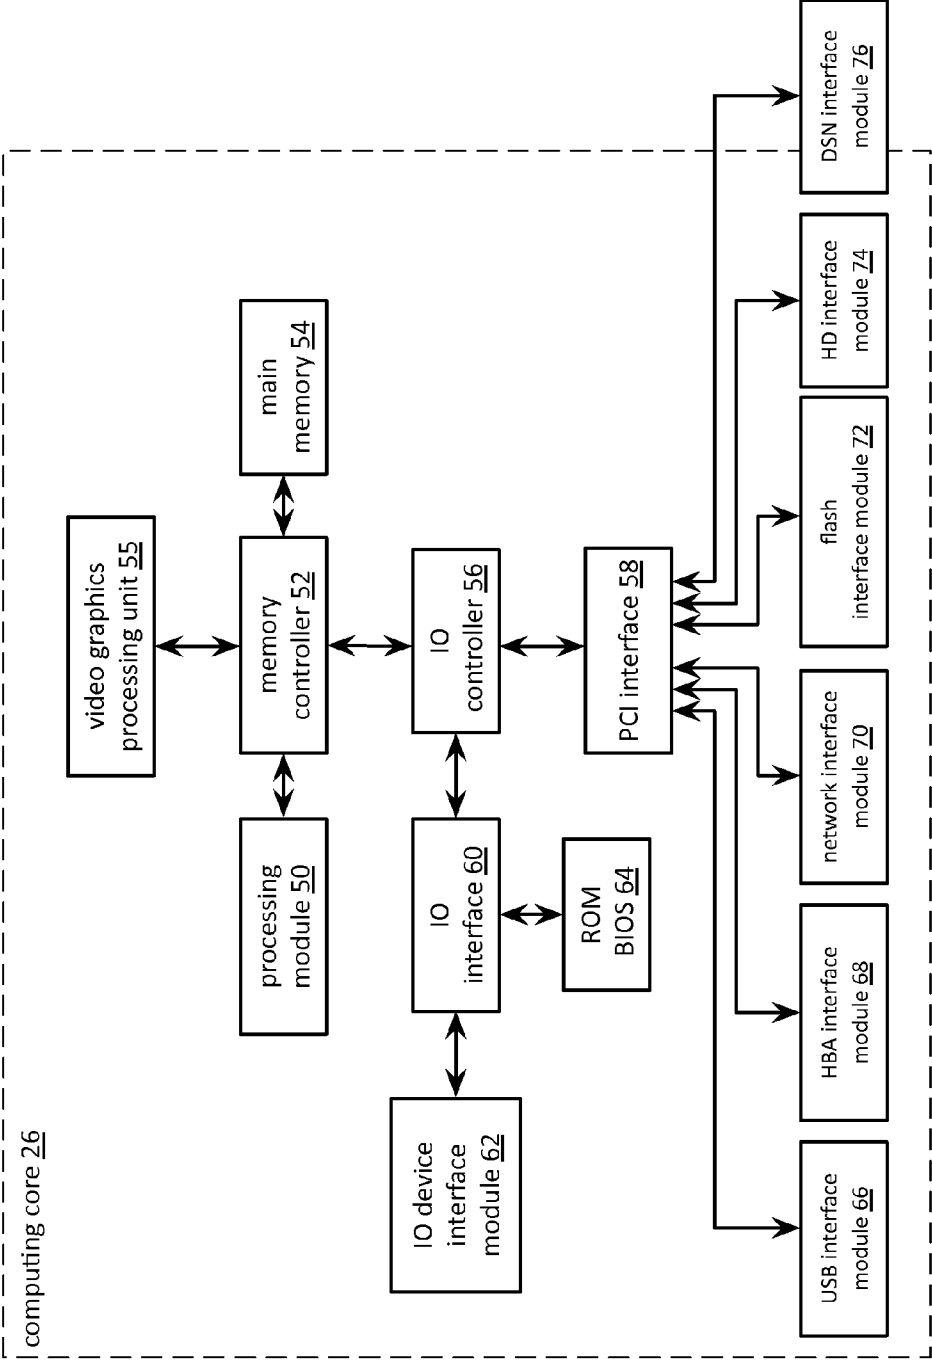 computing core 26
video graphics
processing unit 55
processing
module 50
memory
controller 52
main
memory 54
IO device
interface
module 62
IO
interface 60
IO
controller 56
ROM
BIOS 64
PCI interface 58
USB interface
module 66
HBA interface
module 68
network interface
module 70
flash
interface module 72
HD interface
module 74
DSN interface
module 76